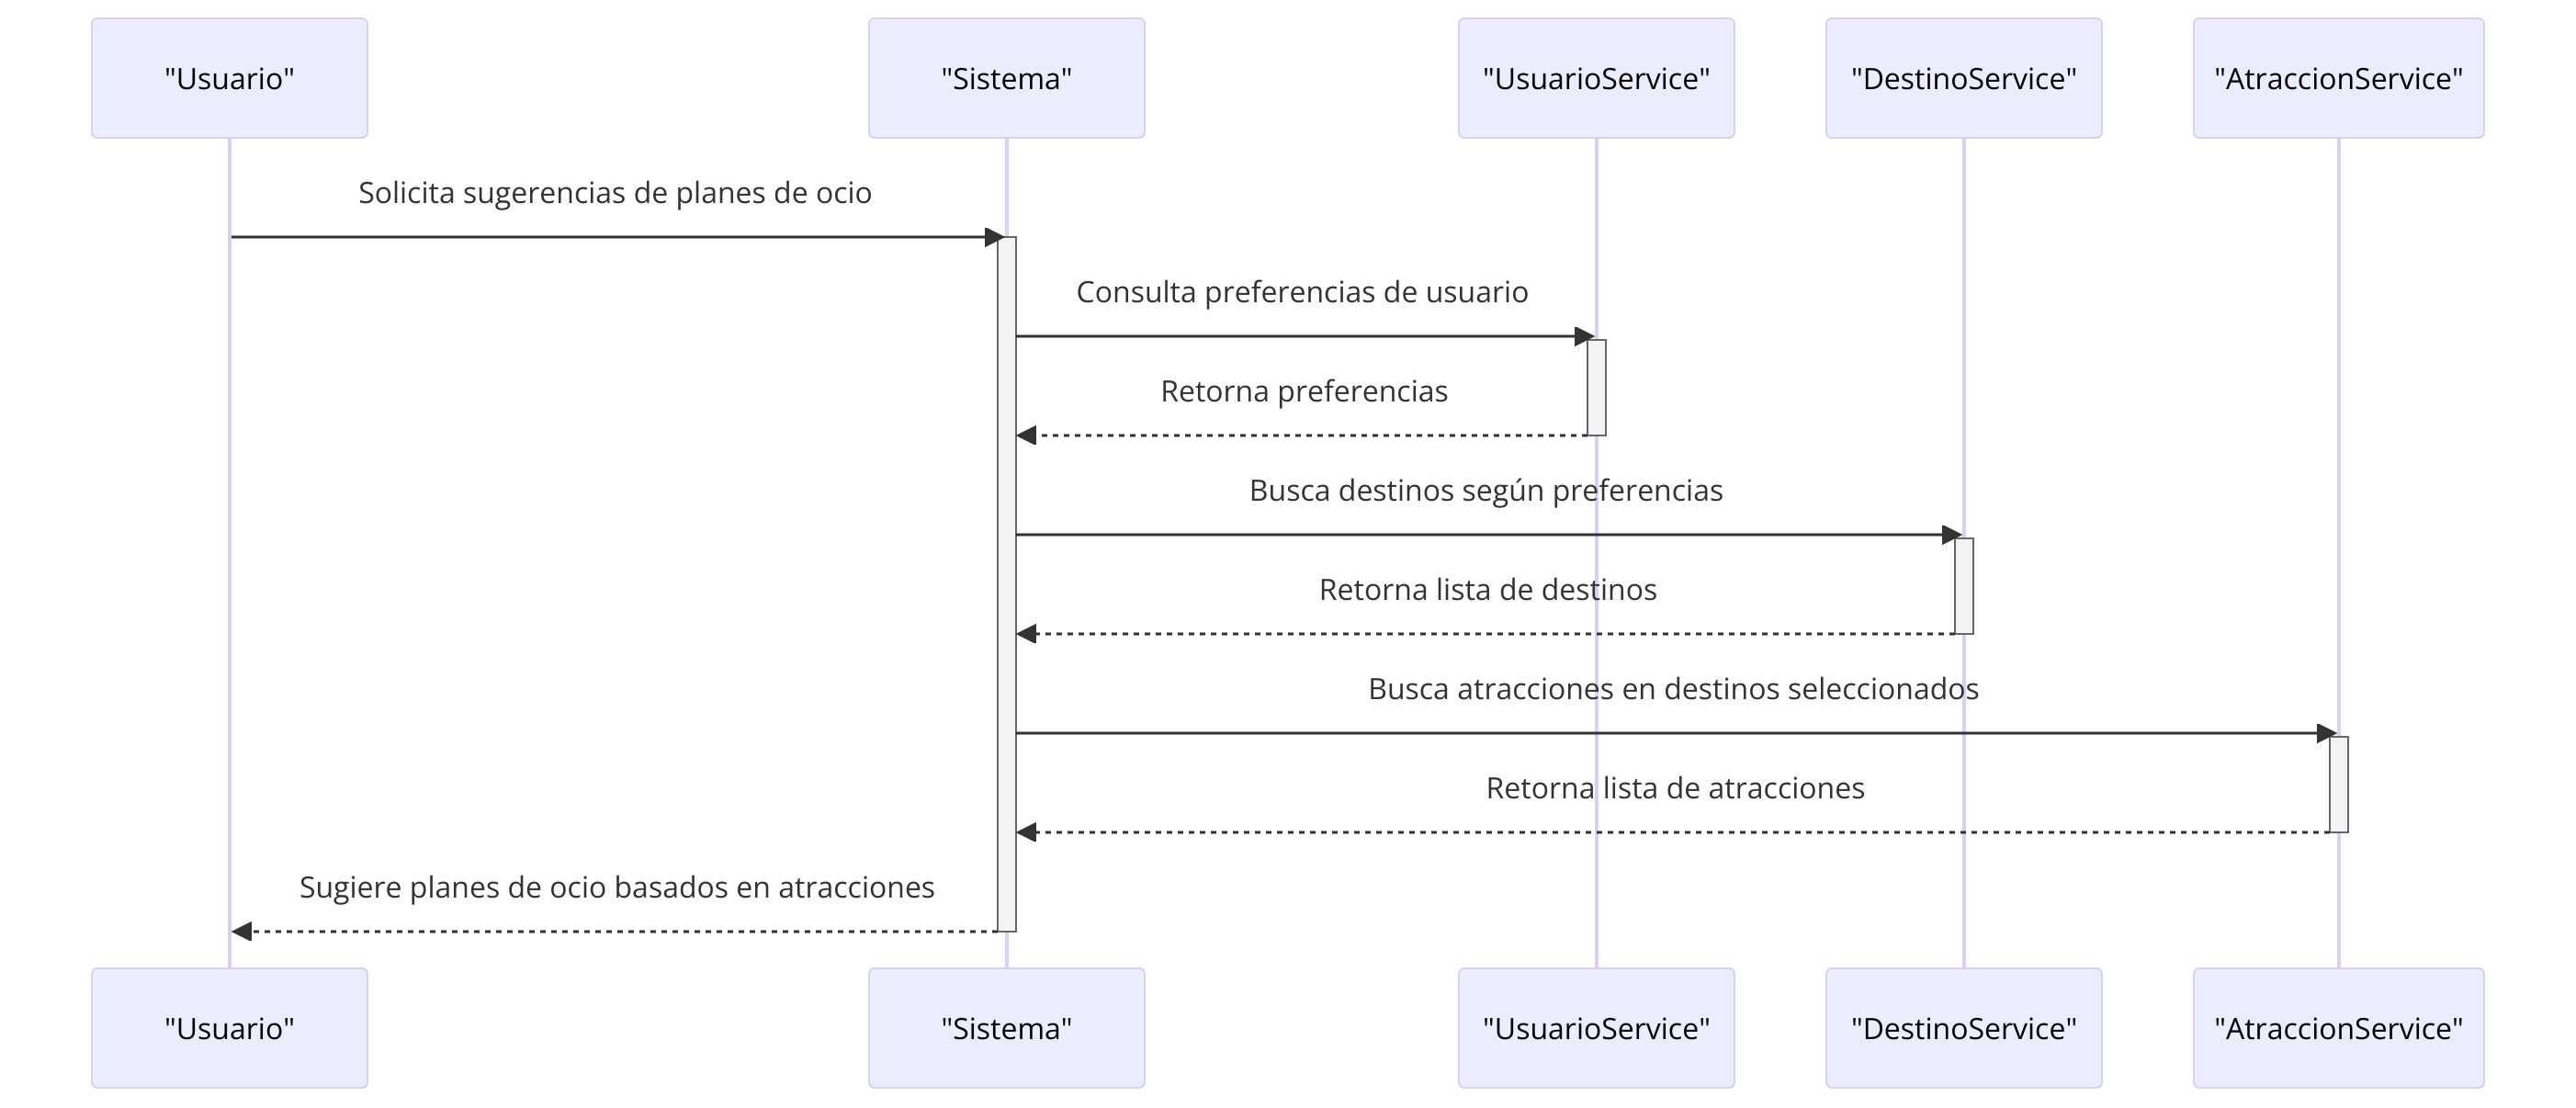 "Usuario"
"Sistema"
"UsuarioService"
"DestinoService"
"AtraccionService"
Solicita sugerencias de planes de ocio
Consulta preferencias de usuario
Retorna preferencias
Busca destinos según preferencias
Retorna lista de destinos
Busca atracciones en destinos seleccionados
Retorna lista de atracciones
Sugiere planes de ocio basados en atracciones
"Usuario"
"Sistema"
"UsuarioService"
"DestinoService"
"AtraccionService"